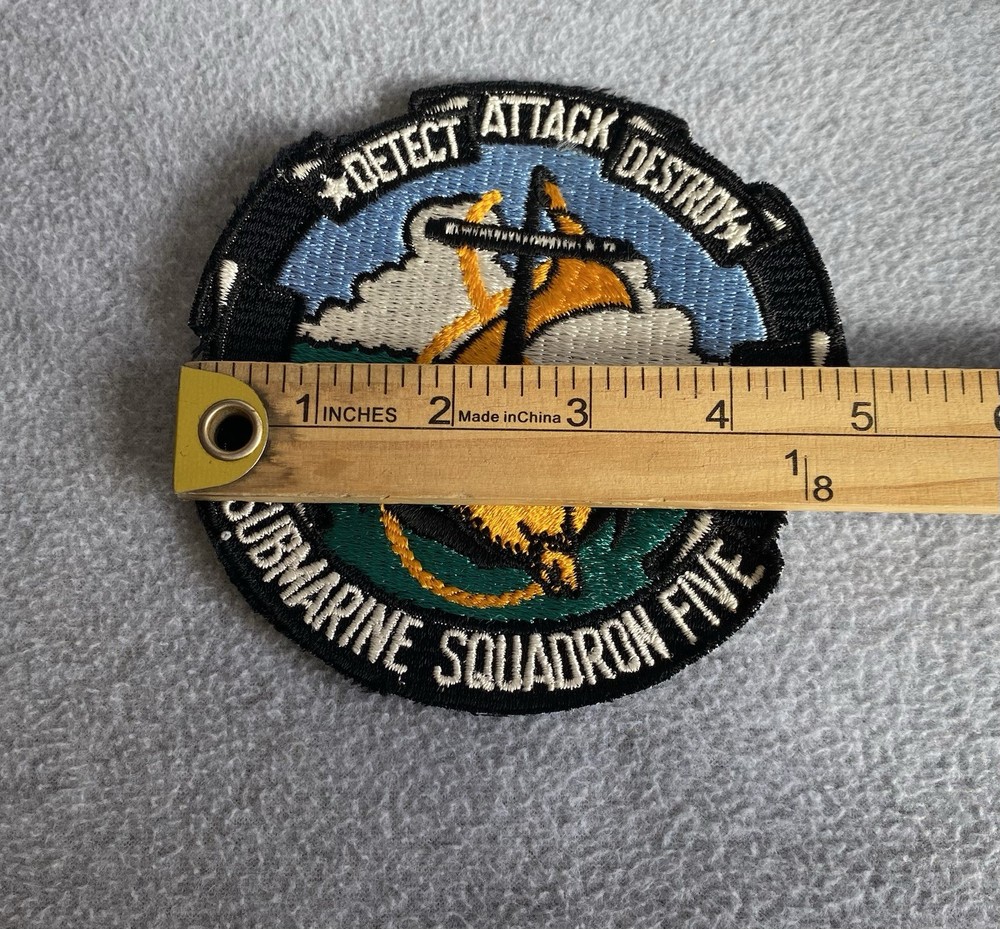 ★DETECT ATTACK DESTROY★
1 INCHES 2 Made in China 3 4 5 6
1/8
SUBMARINE SQUADRON FIVE